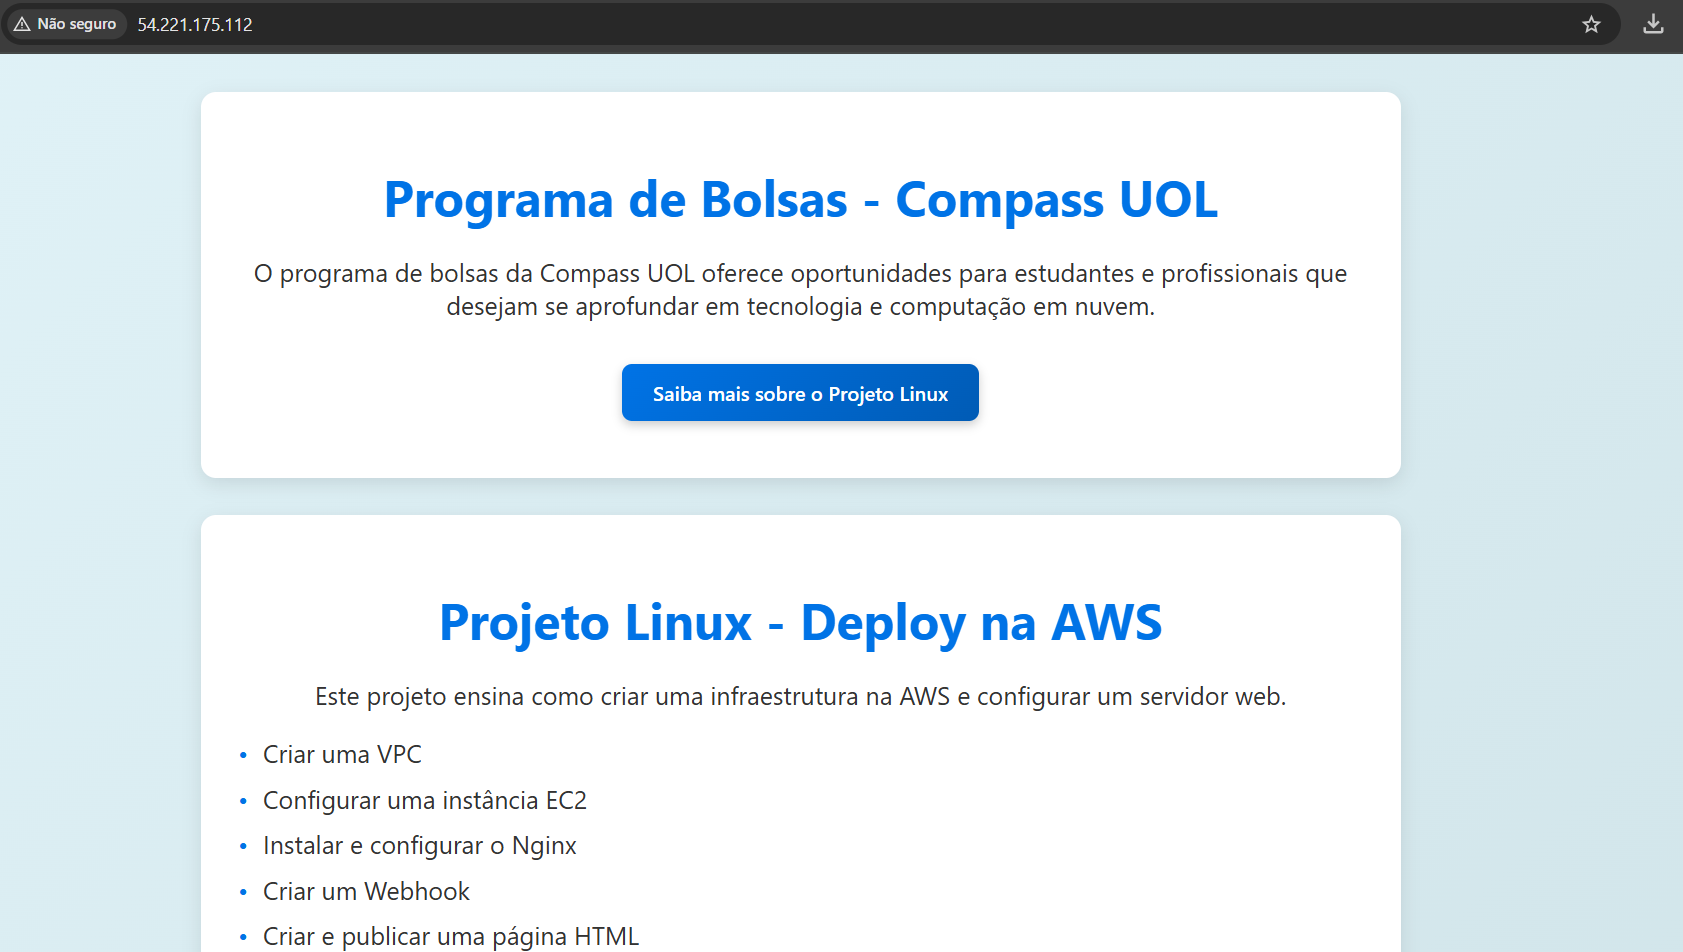 Não seguro 54.221.175.112
Programa de Bolsas - Compass UOL
O programa de bolsas da Compass UOL oferece oportunidades para estudantes e profissionais que
desejam se aprofundar em tecnologia e computação em nuvem.
Saiba mais sobre o Projeto Linux
Projeto Linux - Deploy na AWS
Este projeto ensina como criar uma infraestrutura na AWS e configurar um servidor web.
• Criar uma VPC
• Configurar uma instância EC2
• Instalar e configurar o Nginx
• Criar um Webhook
• Criar e publicar uma página HTML